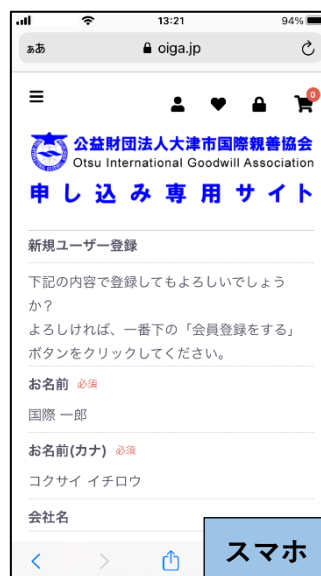 13:21
94%
ぁあ
oiga.jp
0
公益財団法人大津市国際親善協会
Otsu International Goodwill Association
申し込み専用サイト
新規ユーザー登録
下記の内容で登録してもよろしいでしょう
か？
よろしければ、一番下の「会員登録をする」
ボタンをクリックしてください。
お名前 必須
国際 一郎
お名前(カナ) 必須
コクサイ イチロウ
会社名
スマホ